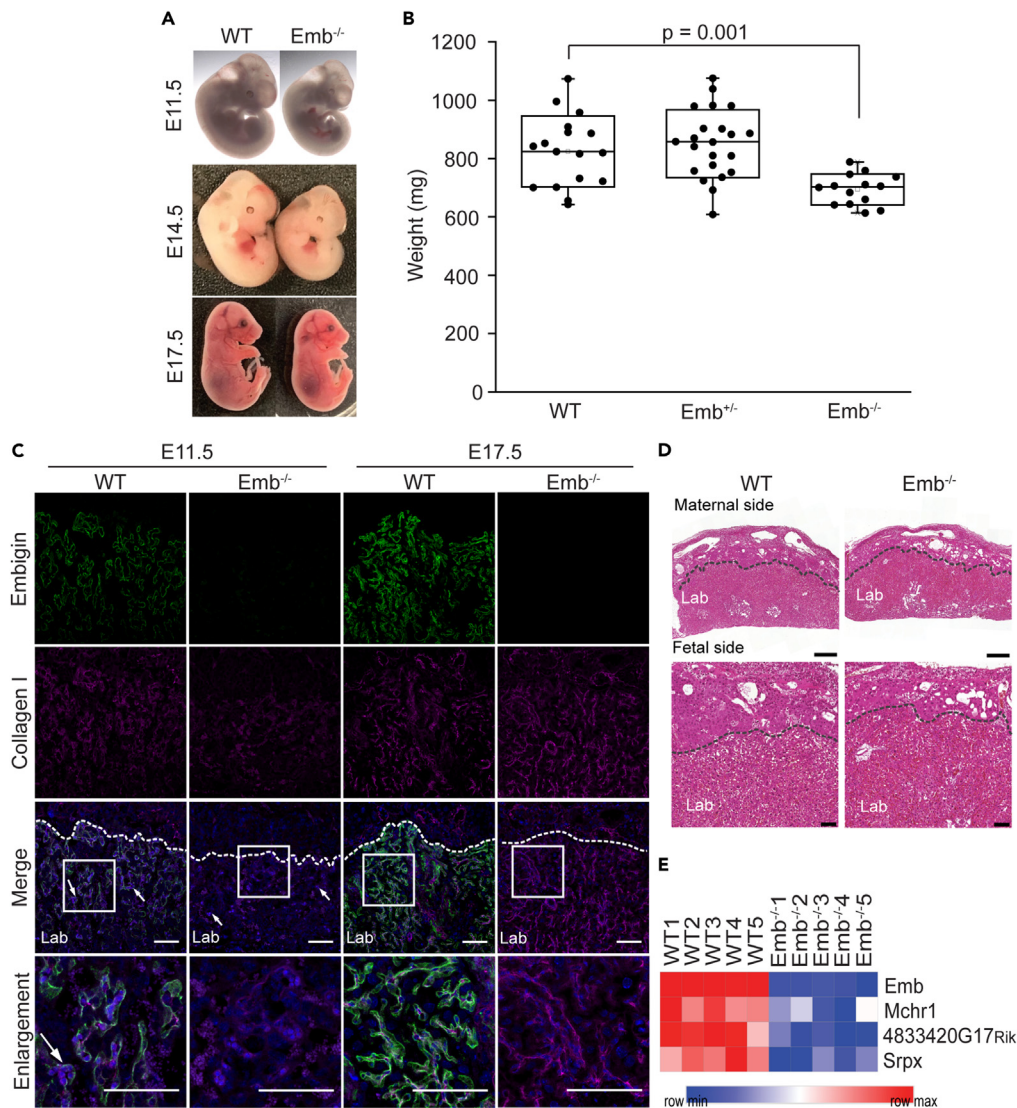 A
WT Emb-/-
E11.5
E14.5
E17.5
B
p = 0.001
Weight (mg)
1200
1000
800
600
400
200
0
WT Emb+/- Emb-/-
C
E11.5 E17.5
WT Emb-/- WT Emb-/-
Embigin
Collagen I
Merge
Lab Lab
Enlargement
D
WT Emb-/-
Maternal side
Lab Lab
Fetal side
Lab Lab
E
WT1 WT2 WT3 WT4 WT5 Emb-/-1 Emb-/-2 Emb-/-3 Emb-/-4 Emb-/-5
Emb
Mchr1
4833420G17Rik
Srpx
row min row max